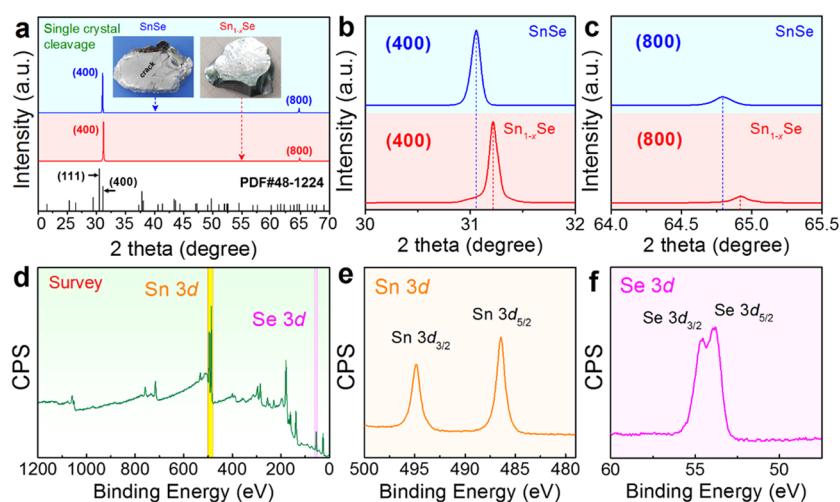 a
Single crystal
cleavage
SnSe
Sn1-xSe
crack
(400)
(800)
(400)
(800)
(111)
(400)
PDF#48-1224
Intensity (a.u.)
0 5 10 15 20 25 30 35 40 45 50 55 60 65 70
2 theta (degree)
b
(400)
SnSe
(400)
Sn1-xSe
Intensity (a.u.)
30 31 32
2 theta (degree)
c
(800)
SnSe
(800)
Sn1-xSe
Intensity (a.u.)
64.0 64.5 65.0 65.5
2 theta (degree)
d
Survey
Sn 3d
Se 3d
CPS
1200 1000 800 600 400 200 0
Binding Energy (eV)
e
Sn 3d
Sn 3d3/2
Sn 3d5/2
CPS
500 495 490 485 480
Binding Energy (eV)
f
Se 3d
Se 3d3/2
Se 3d5/2
CPS
60 55 50
Binding Energy (eV)